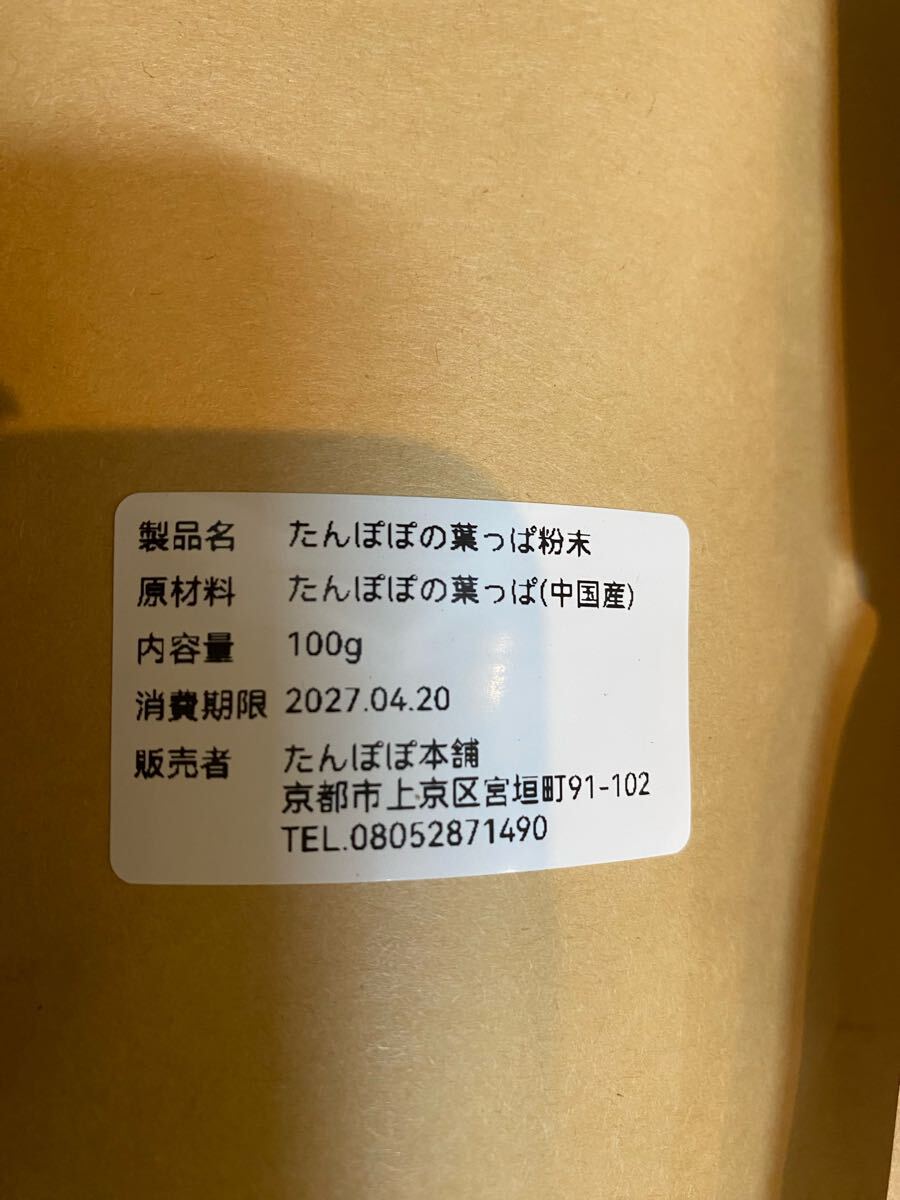 製品名 たんぽぽの葉っぱ粉末
原材料 たんぽぽの葉っぱ(中国産)
内容量 100g
消費期限 2027.04.20
販売者 たんぽぽ本舗
京都市上京区宮垣町91-102
TEL.08052871490